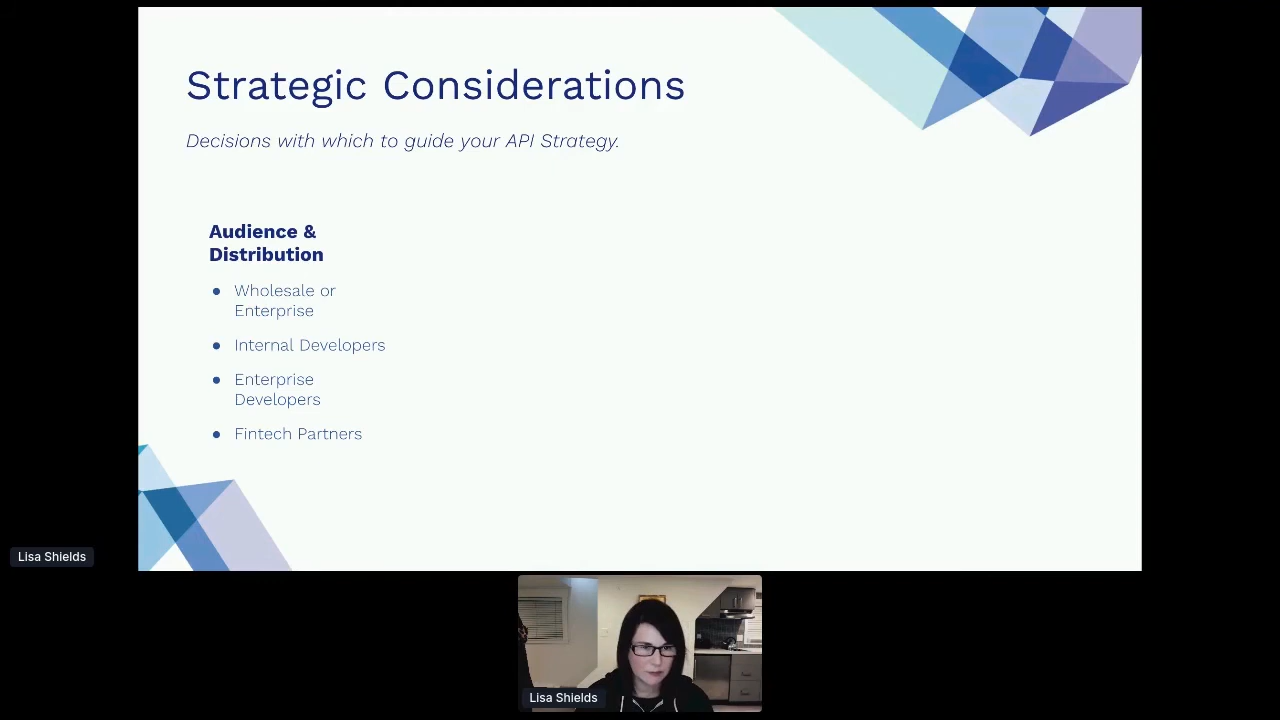 Strategic Considerations
Decisions with which to guide your API Strategy.
Audience &
Distribution
● Wholesale or
Enterprise
● Internal Developers
● Enterprise
Developers
● Fintech Partners
Lisa Shields
Lisa Shields